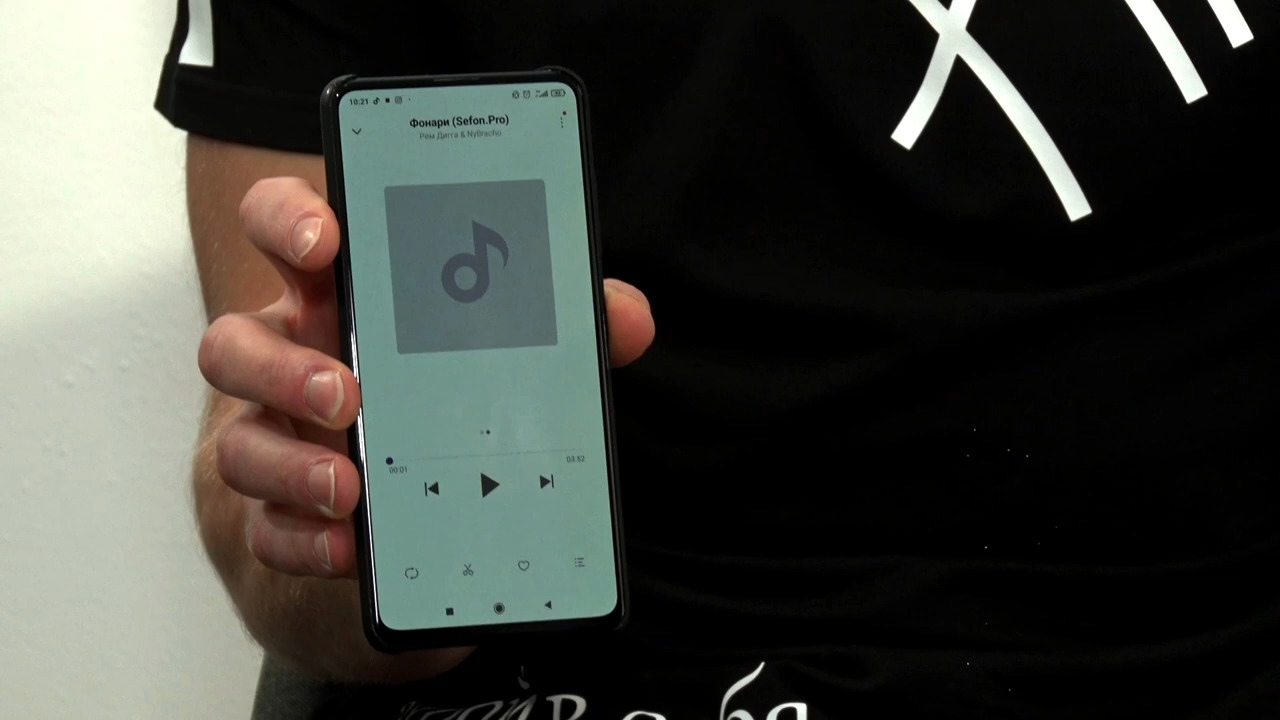 10:21
Фонари (Sefon.Pro)
Рем Дигга & NyBracho
00:01
03:52